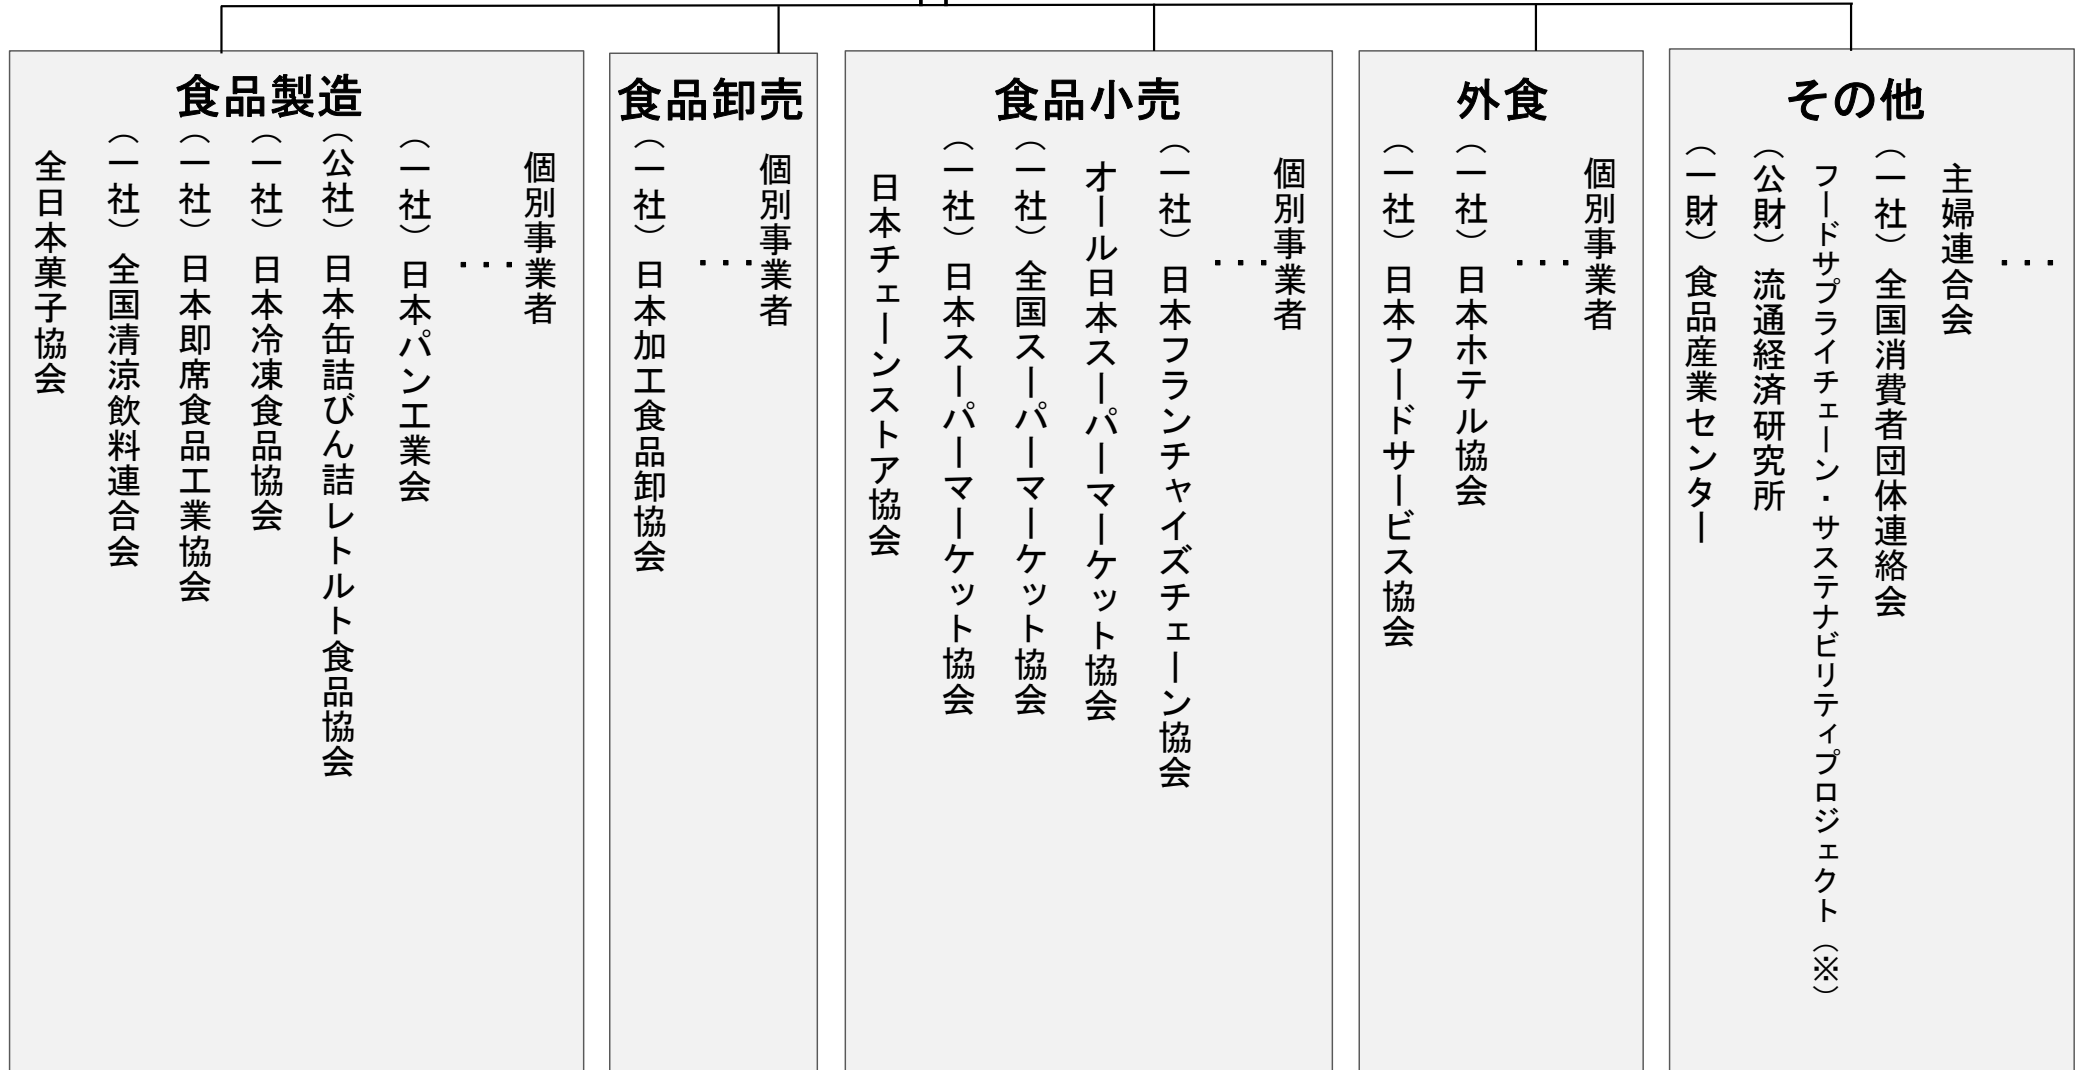 食品製造
全日本菓子協会
（一社）全国清涼飲料連合会
（一社）日本即席食品工業協会
（一社）日本冷凍食品協会
（公社）日本缶詰びん詰レトルト食品協会
（一社）日本パン工業会
・・・
個別事業者
食品卸売
（一社）日本加工食品卸協会
・・・
個別事業者
食品小売
日本チェーンストア協会
（一社）日本スーパーマーケット協会
（一社）全国スーパーマーケット協会
オール日本スーパーマーケット協会
（一社）日本フランチャイズチェーン協会
・・・
個別事業者
外食
（一社）日本フードサービス協会
（一社）日本ホテル協会
・・・
個別事業者
その他
（一財）食品産業センター
（公財）流通経済研究所
フードサプライチェーン・サステナビリティプロジェクト（※）
（一社）全国消費者団体連絡会
主婦連合会
・・・